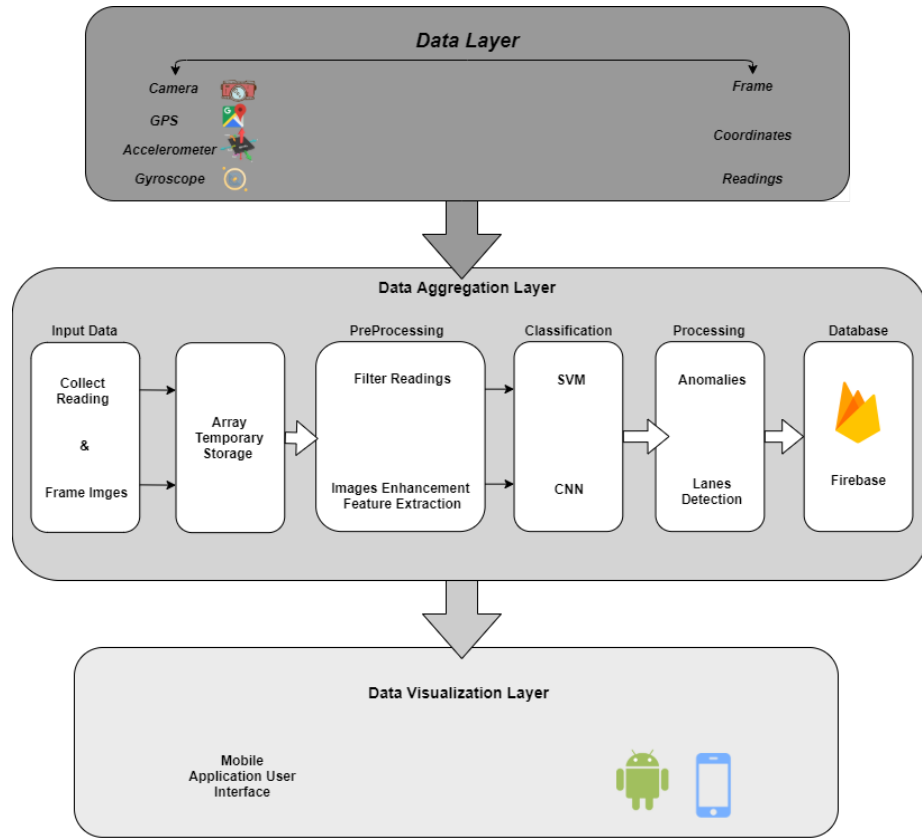 Data Layer
Camera
Frame
GPS
Coordinates
Accelerometer
Gyroscope
Readings
Data Aggregation Layer
Input Data
PreProcessing
Classification
Processing
Database
Collect
Reading
&
Frame Imges
Array
Temporary
Storage
Filter Readings
Images Enhancement
Feature Extraction
SVM
CNN
Anomalies
Lanes
Detection
Firebase
Data Visualization Layer
Mobile
Application User
Interface